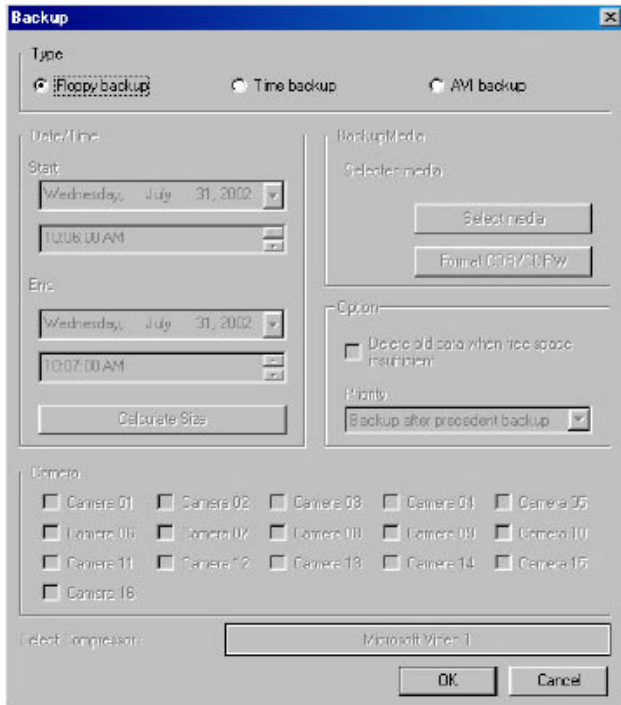 Backup
Type
Floppy backup
Time backup
AVI backup
Date/Time
Start
Wednesday, July 31, 2002
10:06:00 AM
End
Wednesday, July 31, 2002
10:07:00 AM
Calculate Size
BackupMedia
Selected media
Select media
Format CDR/CDRW
Option
Delete old data when free space
insufficient
Priority
Backup after precedent backup
Camera
Camera 01 Camera 02 Camera 03 Camera 04 Camera 05
Camera 06 Camera 07 Camera 08 Camera 09 Camera 10
Camera 11 Camera 12 Camera 13 Camera 14 Camera 15
Camera 16
Select Compressor :
Microsoft Video 1
OK
Cancel